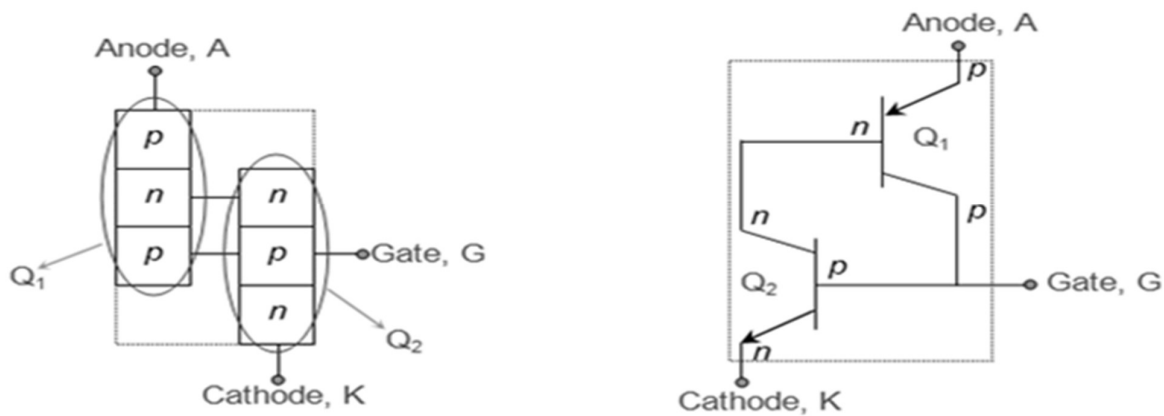 Anode, A
p
n
p
n
p
n
Gate, G
Q1
Q2
Cathode, K
Anode, A
p
n
Q1
n
p
Q2
p
Gate, G
n
Cathode, K